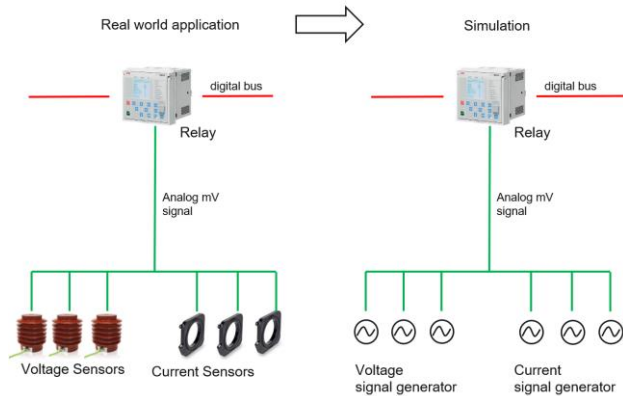 Real world application
Simulation
digital bus
digital bus
Relay
Relay
Analog mV
signal
Analog mV
signal
Voltage Sensors
Current Sensors
Voltage
signal generator
Current
signal generator